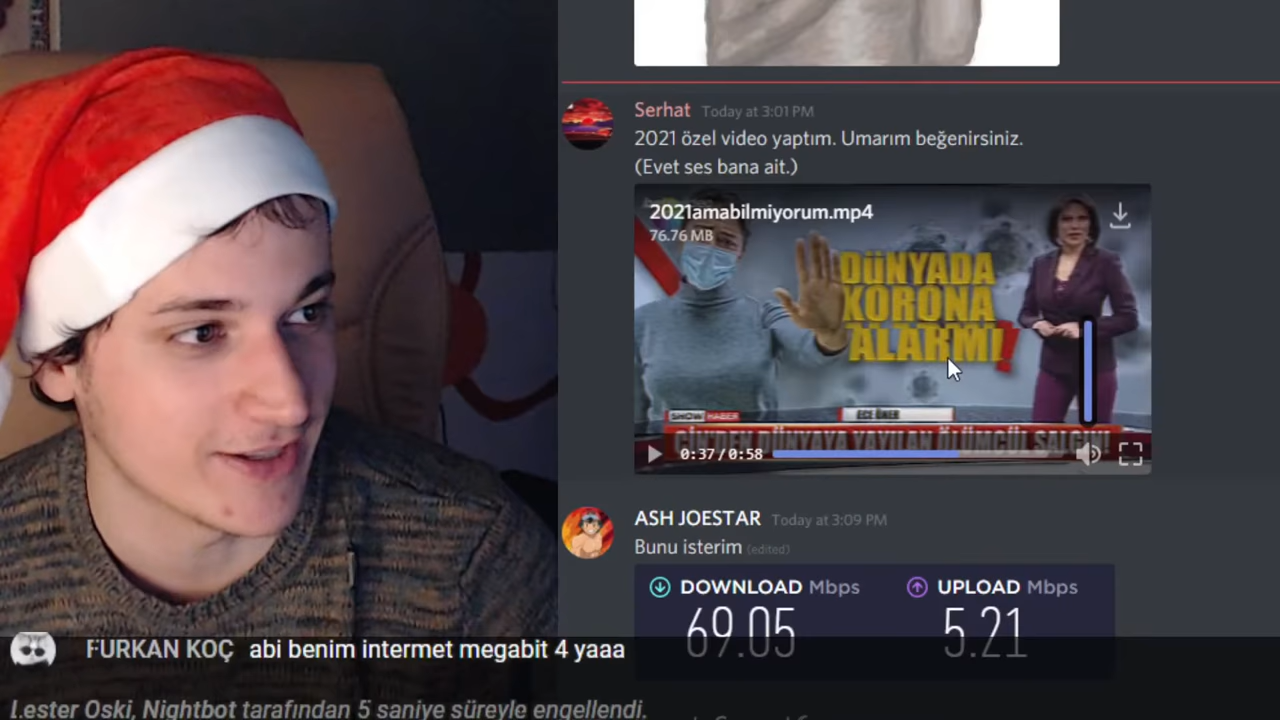 Serhat Today at 3:01 PM
2021 özel video yaptım. Umarım beğenirsiniz.
(Evet ses bana ait.)
2021amabilmiyorum.mp4
76.76 MB
DÜNYADA
KORONA
ALARMI!
SHOW HABER
ECE ÜNER
ÇİN'DEN DÜNYAYA YAYILAN ÖLÜMCÜL SALGIN!
0:37 / 0:58
ASH JOESTAR Today at 3:09 PM
Bunu isterim (edited)
DOWNLOAD Mbps UPLOAD Mbps
69.05 5.21
FURKAN KOÇ abi benim intermet megabit 4 yaaa
Lester Oski, Nightbot tarafından 5 saniye süreyle engellendi.